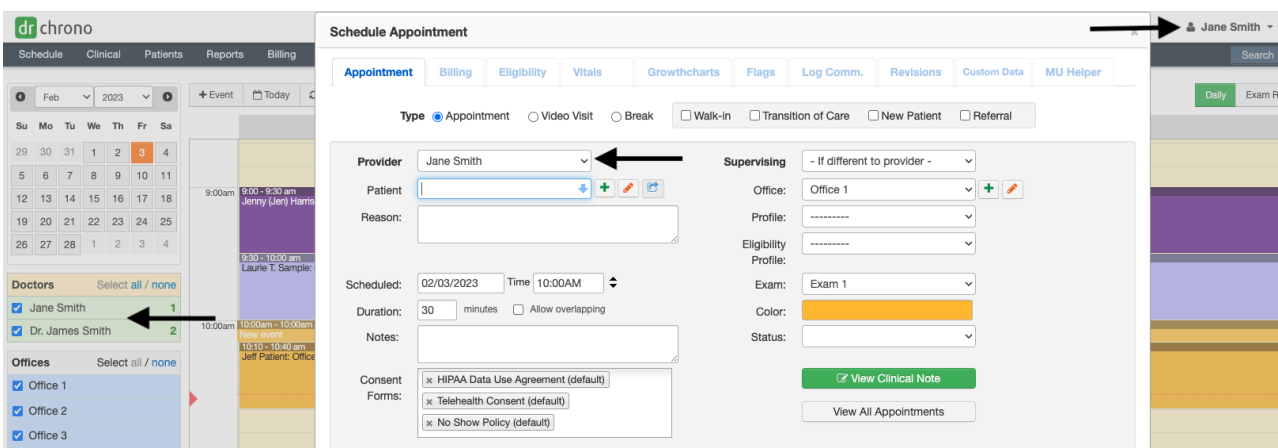 dr chrono
Jane Smith
Schedule Clinical Patients Reports Billing
Search
Feb 2023
Su Mo Tu We Th Fr Sa
29 30 31 1 2 3 4
5 6 7 8 9 10 11
12 13 14 15 16 17 18
19 20 21 22 23 24 25
26 27 28 1 2 3 4
Doctors Select all / none
Jane Smith 1
Dr. James Smith 2
Offices Select all / none
Office 1
Office 2
Office 3
+ Event Today
Daily Exam R
9:00am
9:00 - 9:30 am
Jenny (Jen) Harris
9:30 - 10:00 am
Laurie T. Sample:
10:00am
10:00am - 10:00am
New event
10:10 - 10:40 am
Jeff Patient: Office
Schedule Appointment ×
Appointment Billing Eligibility Vitals Growthcharts Flags Log Comm. Revisions Custom Data MU Helper
Type Appointment Video Visit Break Walk-in Transition of Care New Patient Referral
Provider Jane Smith Supervising - If different to provider -
Patient Office: Office 1
Reason: Profile: ---------
Eligibility Profile: ---------
Scheduled: 02/03/2023 Time 10:00AM Exam: Exam 1
Duration: 30 minutes Allow overlapping Color:
Notes: Status:
Consent Forms: × HIPAA Data Use Agreement (default)
× Telehealth Consent (default)
× No Show Policy (default)
View Clinical Note
View All Appointments